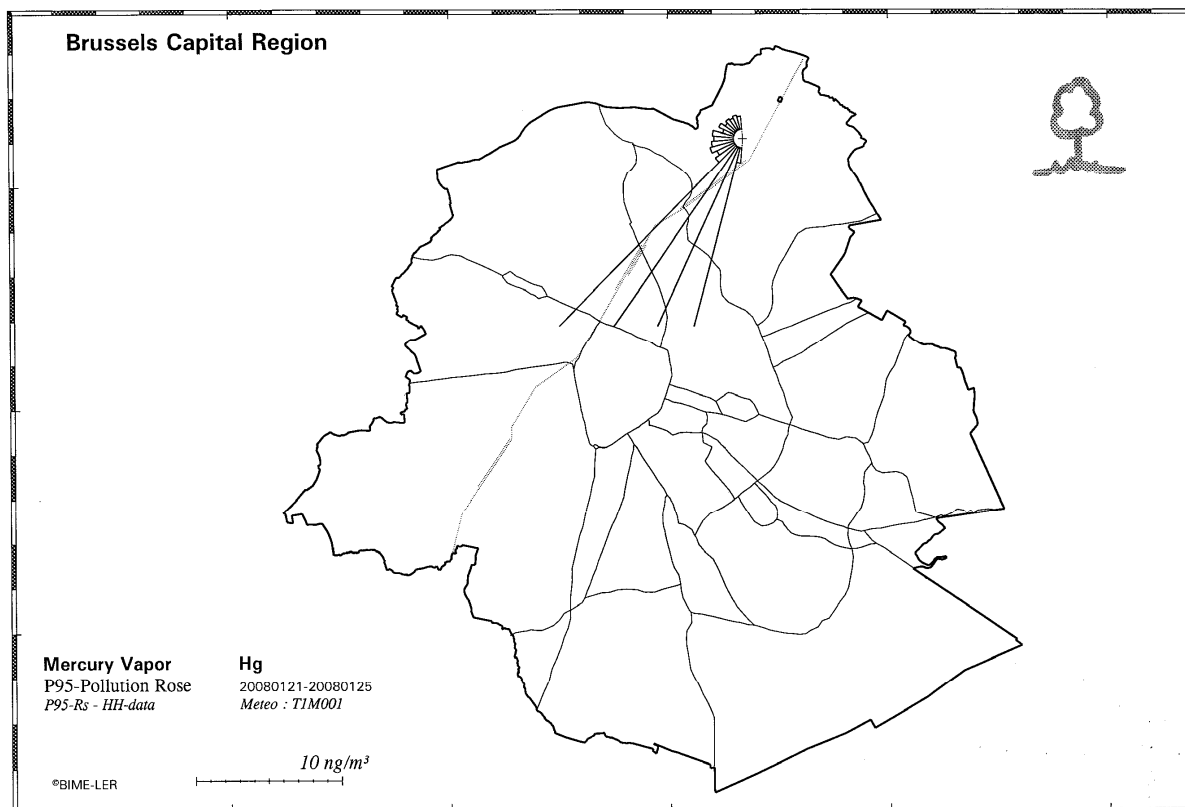 Brussels Capital Region
Mercury Vapor Hg
P95-Pollution Rose 20080121-20080125
P95-Rs - HH-data Meteo : T1M001
10 ng/m³
©BIME-LER